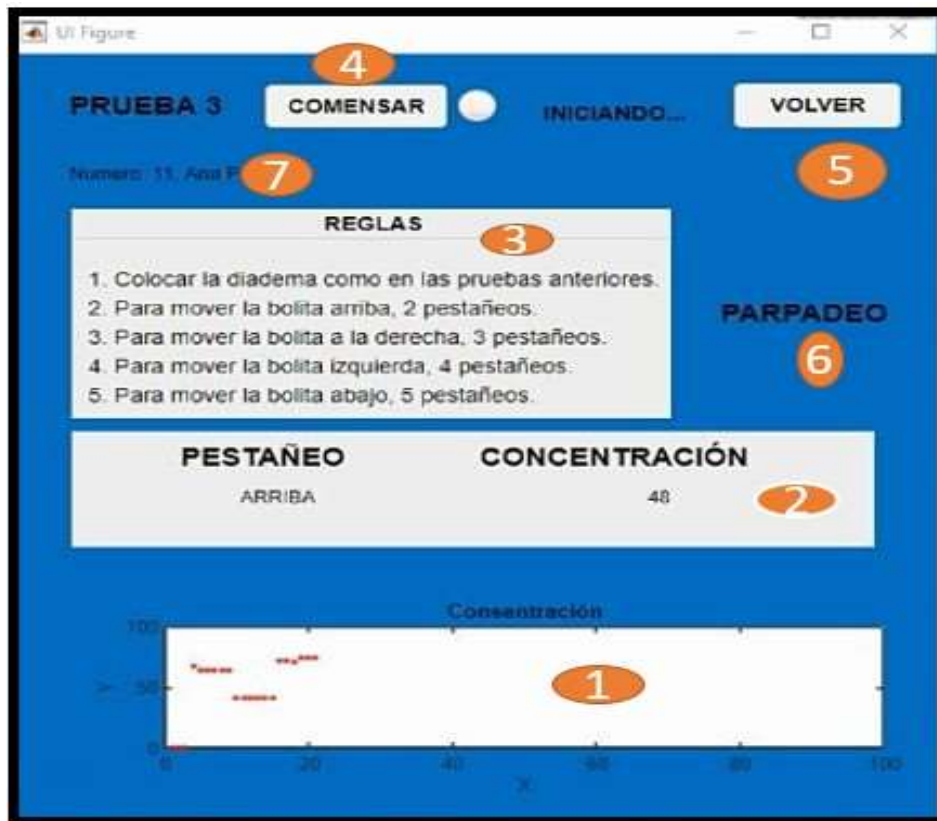 UI Figure
4
PRUEBA 3 COMENSAR INICIANDO... VOLVER
Numero: 11, Ana P 7 5
REGLAS
3
1. Colocar la diadema como en las pruebas anteriores.
2. Para mover la bolita arriba, 2 pestañeos.
3. Para mover la bolita a la derecha, 3 pestañeos.
4. Para mover la bolita izquierda, 4 pestañeos.
5. Para mover la bolita abajo, 5 pestañeos.
PARPADEO
6
PESTAÑEO CONCENTRACIÓN
ARRIBA 48 2
Consentración
100
50
0
Y
1
0 20 40 60 80 100
X